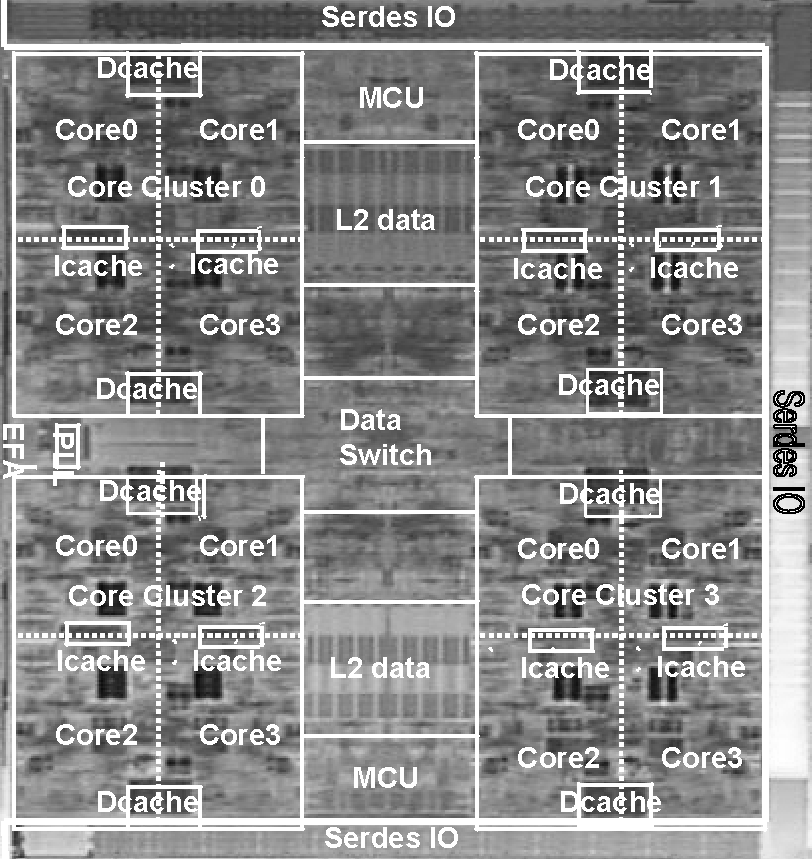 Serdes IO
Dcache
MCU
Dcache
Core0
Core1
Core0
Core1
Core Cluster 0
Core Cluster 1
L2 data
Icache
Icache
Icache
Icache
Core2
Core3
Core2
Core3
Dcache
Dcache
Data
Switch
Serdes IO
EFA
Dcache
Dcache
Core0
Core1
Core0
Core1
Core Cluster 2
Core Cluster 3
Icache
Icache
L2 data
Icache
Icache
Core2
Core3
Core2
Core3
MCU
Dcache
Dcache
Serdes IO